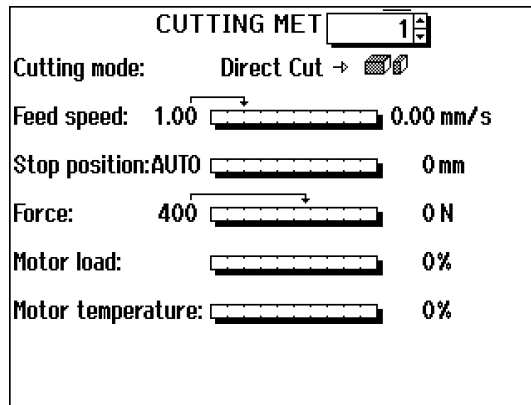 CUTTING MET 1
Cutting mode: Direct Cut
Feed speed: 1.00 0.00 mm/s
Stop position:AUTO 0 mm
Force: 400 0 N
Motor load: 0%
Motor temperature: 0%